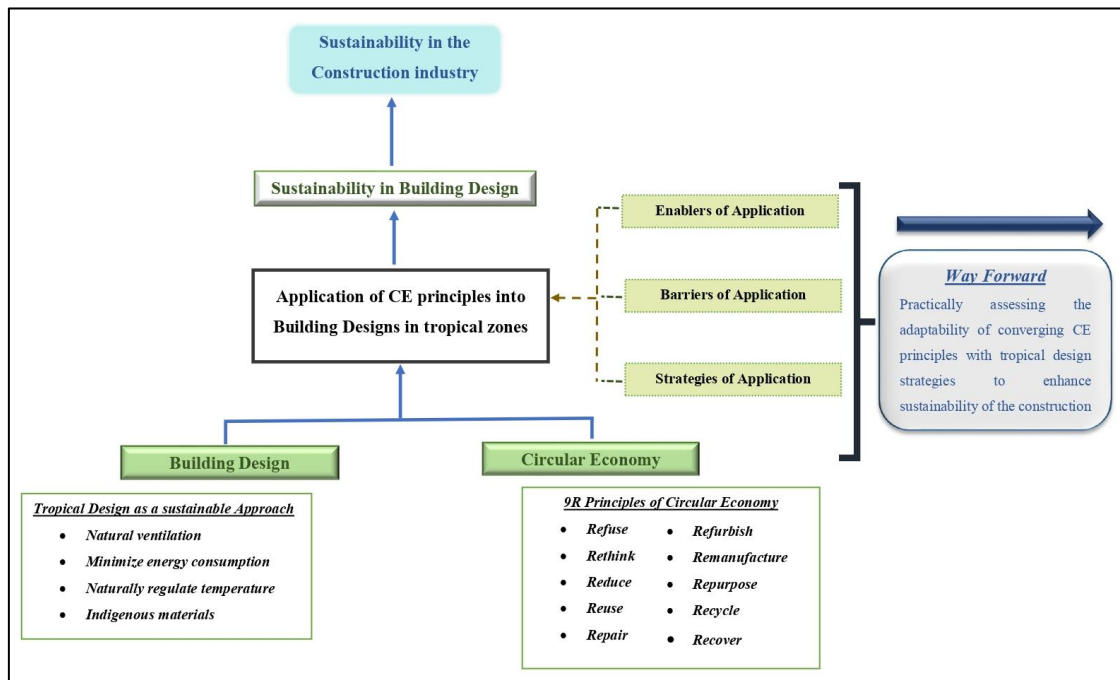 Sustainability in the
Construction industry
Sustainability in Building Design
Application of CE principles into
Building Designs in tropical zones
Enablers of Application
Barriers of Application
Strategies of Application
Way Forward
Practically assessing the
adaptability of converging CE
principles with tropical design
strategies to enhance
sustainability of the construction
Building Design
Tropical Design as a sustainable Approach
• Natural ventilation
• Minimize energy consumption
• Naturally regulate temperature
• Indigenous materials
Circular Economy
9R Principles of Circular Economy
• Refuse
• Rethink
• Reduce
• Reuse
• Repair
• Refurbish
• Remanufacture
• Repurpose
• Recycle
• Recover